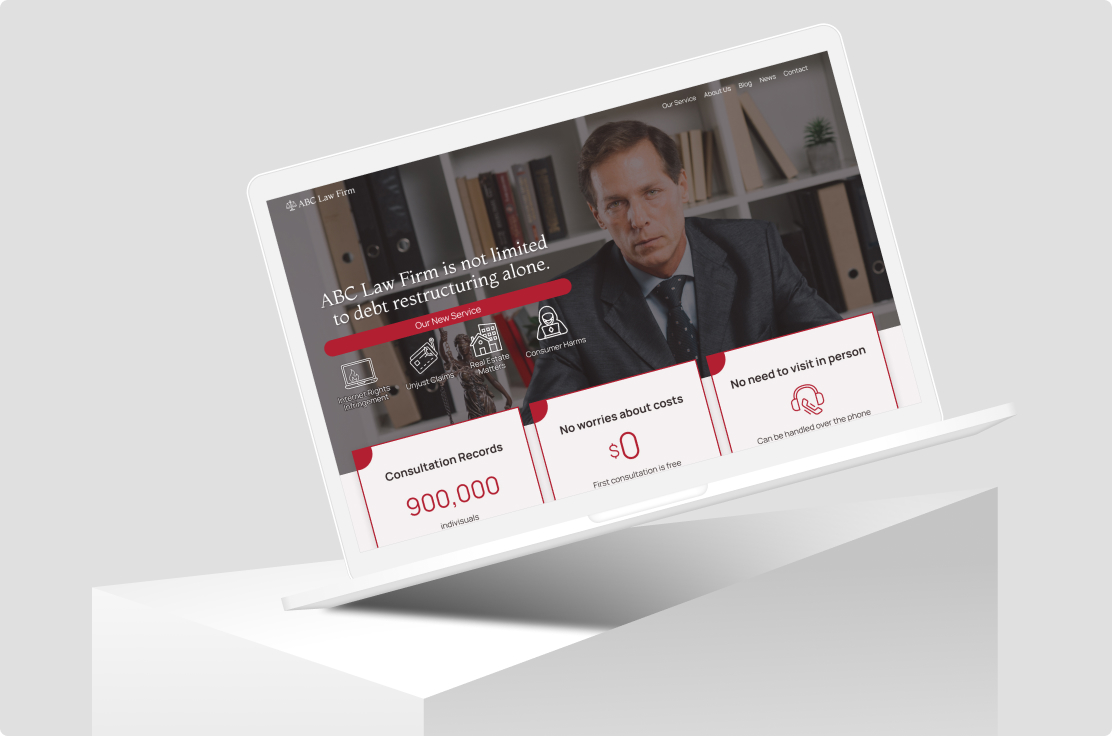 Our Service About Us Blog News Contact
ABC Law Firm
ABC Law Firm is not limited
to debt restructuring alone.
Our New Service
Internet Rights
Infringement
Unjust Claims
Real Estate
Matters
Consumer Harms
Consultation Records
900,000
indivisuals
No worries about costs
$0
First consultation is free
No need to visit in person
Can be handled over the phone